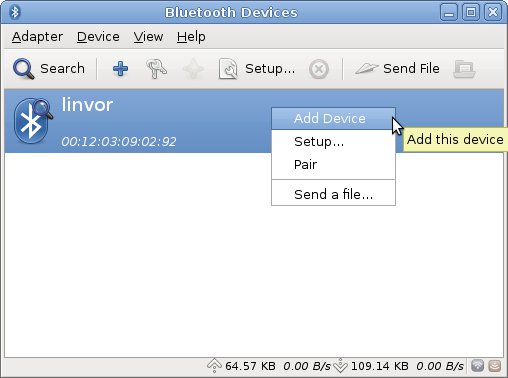 Bluetooth Devices
Adapter Device View Help
Search Setup... Send File
linvor
00:12:03:09:02:92
Add Device
Setup...
Pair
Send a file...
Add this device
64.57 KB 0.00 B/s 109.14 KB 0.00 B/s